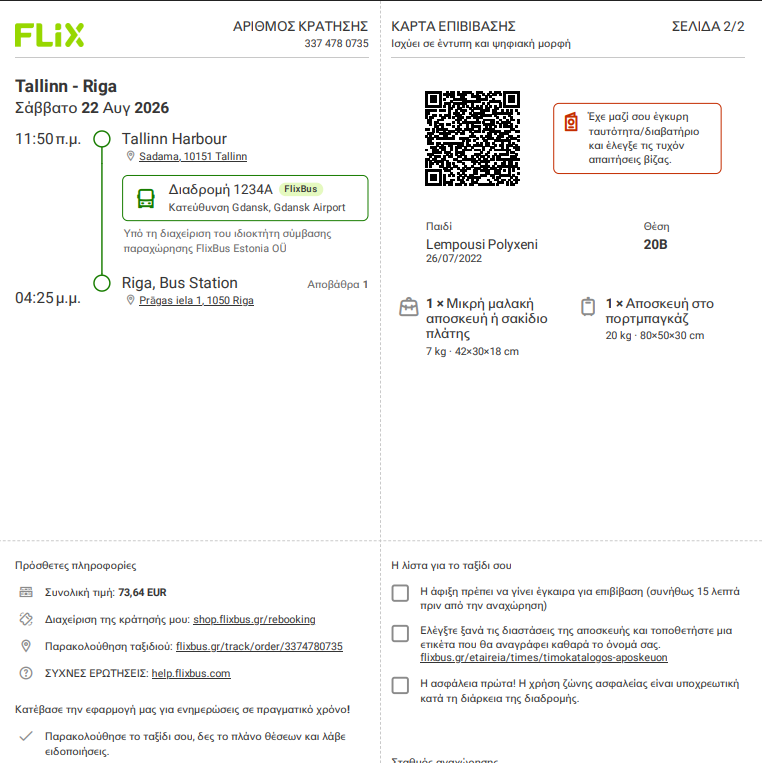 FLiX
ΑΡΙΘΜΟΣ ΚΡΑΤΗΣΗΣ
337 478 0735
Tallinn - Riga
Σάββατο 22 Αυγ 2026
11:50 π.μ.
Tallinn Harbour
Sadama, 10151 Tallinn
Διαδρομή 1234A FlixBus
Κατεύθυνση Gdansk, Gdansk Airport
Υπό τη διαχείριση του ιδιοκτήτη σύμβασης
παραχώρησης FlixBus Estonia OÜ
04:25 μ.μ.
Riga, Bus Station
Αποβάθρα 1
Prāgas iela 1, 1050 Riga
ΚΑΡΤΑ ΕΠΙΒΙΒΑΣΗΣ
Ισχύει σε έντυπη και ψηφιακή μορφή
ΣΕΛΙΔΑ 2/2
Έχε μαζί σου έγκυρη
ταυτότητα/διαβατήριο
και έλεγξε τις τυχόν
απαιτήσεις βίζας.
Παιδί
Lempousi Polyxeni
26/07/2022
Θέση
20B
1 × Μικρή μαλακή
αποσκευή ή σακίδιο
πλάτης
7 kg · 42×30×18 cm
1 × Αποσκευή στο
πορτμπαγκάζ
20 kg · 80×50×30 cm
Πρόσθετες πληροφορίες
Συνολική τιμή: 73,64 EUR
Διαχείριση της κράτησής μου: shop.flixbus.gr/rebooking
Παρακολούθηση ταξιδιού: flixbus.gr/track/order/3374780735
ΣΥΧΝΕΣ ΕΡΩΤΗΣΕΙΣ: help.flixbus.com
Κατέβασε την εφαρμογή μας για ενημερώσεις σε πραγματικό χρόνο!
Παρακολούθησε το ταξίδι σου, δες το πλάνο θέσεων και λάβε
ειδοποιήσεις.
Η λίστα για το ταξίδι σου
Η άφιξη πρέπει να γίνει έγκαιρα για επιβίβαση (συνήθως 15 λεπτά
πριν από την αναχώρηση)
Ελέγξτε ξανά τις διαστάσεις της αποσκευής και τοποθετήστε μια
ετικέτα που θα αναγράφει καθαρά το όνομά σας.
flixbus.gr/etaireia/times/timokatalogos-aposkeuon
Η ασφάλεια πρώτα! Η χρήση ζώνης ασφαλείας είναι υποχρεωτική
κατά τη διάρκεια της διαδρομής.
Σταθμός αναχώρησης